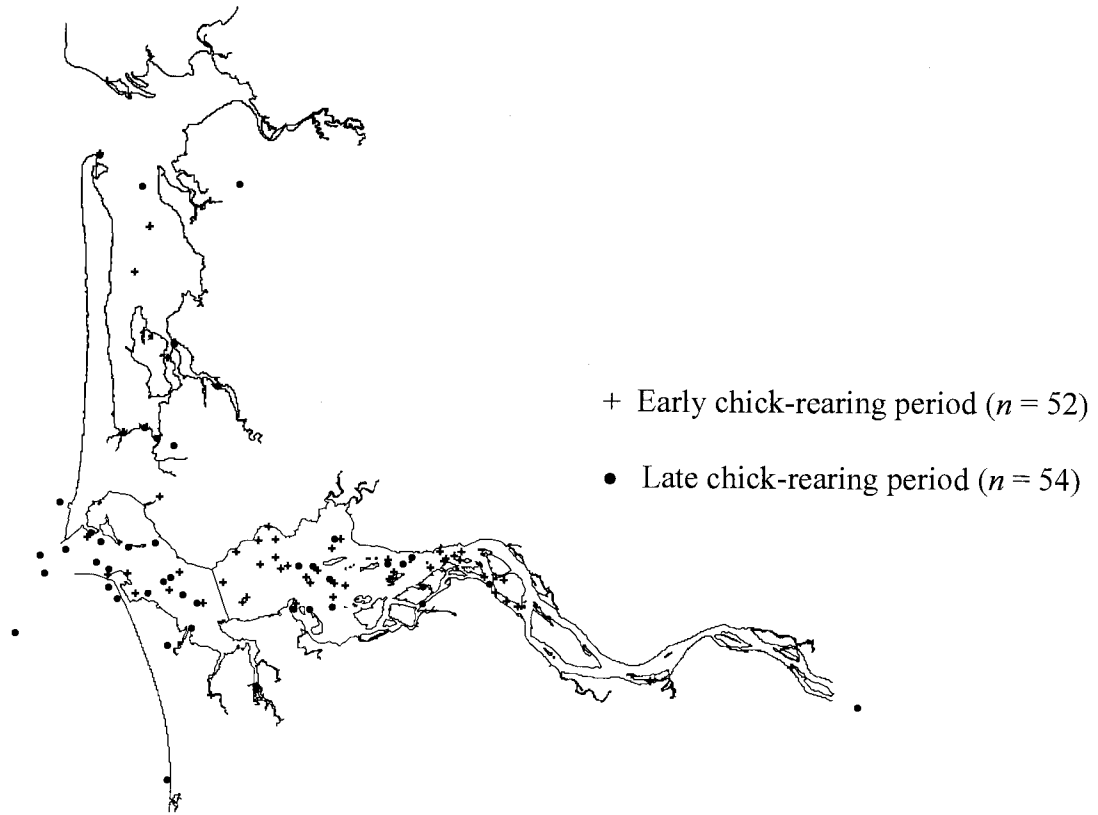 + Early chick-rearing period (n = 52)
● Late chick-rearing period (n = 54)